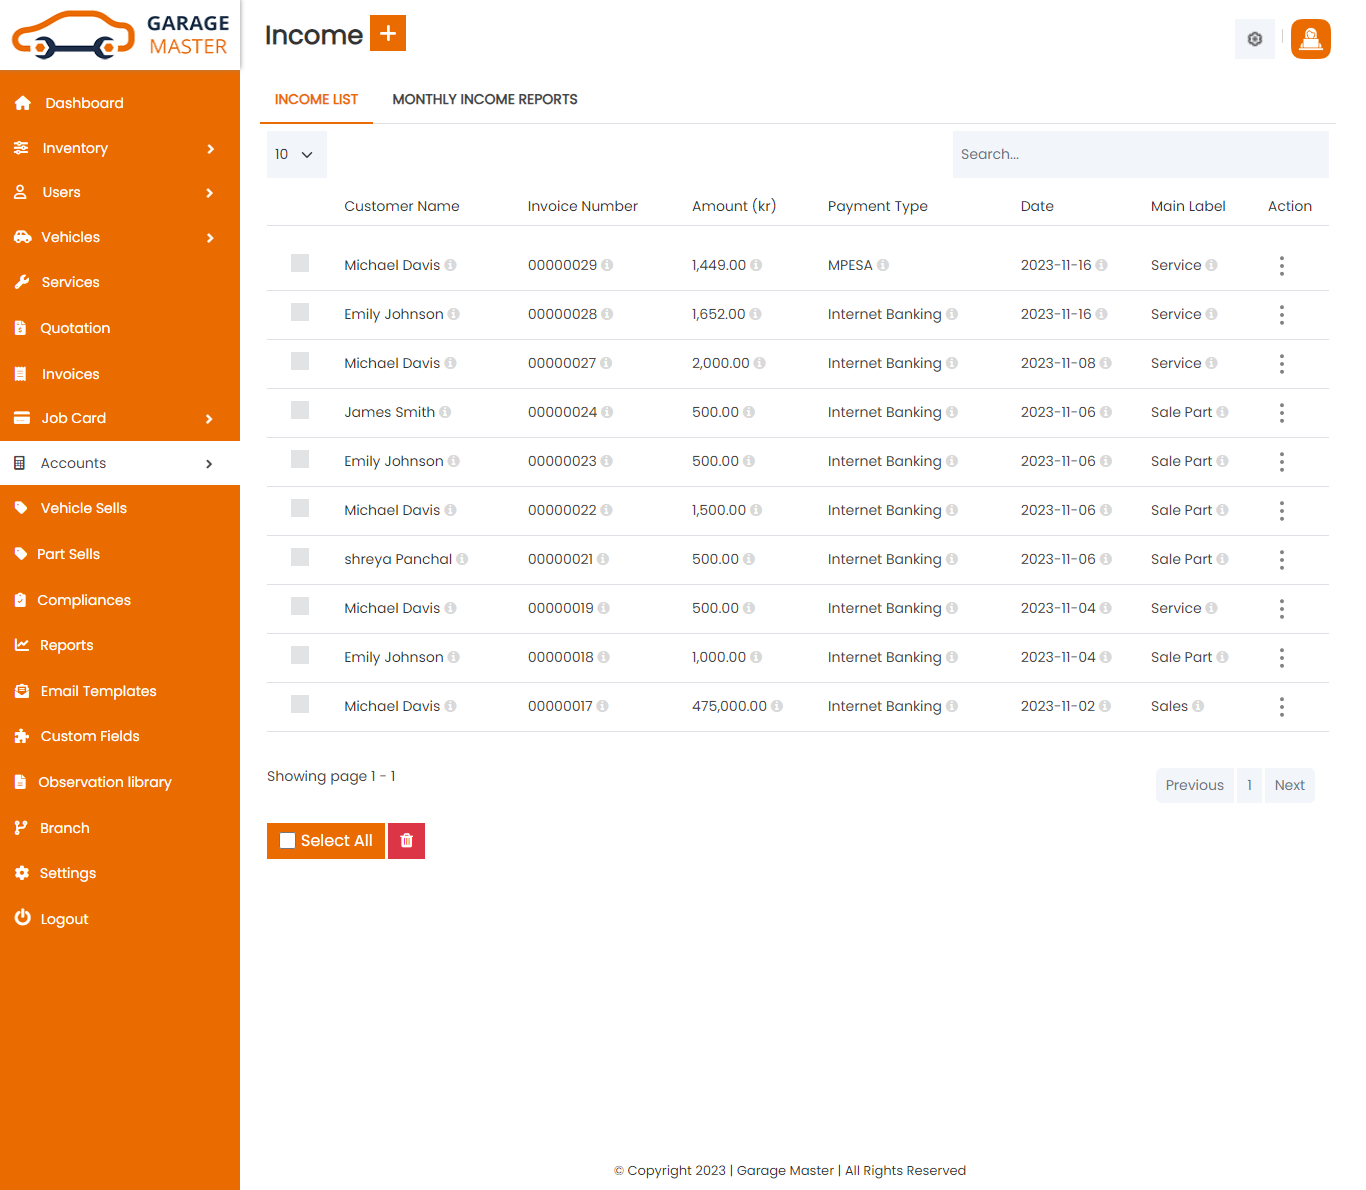 GARAGE
MASTER
Income
Dashboard
Inventory
Users
Vehicles
Services
Quotation
Invoices
Job Card
Accounts
Vehicle Sells
Part Sells
Compliances
Reports
Email Templates
Custom Fields
Observation library
Branch
Settings
Logout
INCOME LIST MONTHLY INCOME REPORTS
10 Search...
Customer Name Invoice Number Amount (kr) Payment Type Date Main Label Action
Michael Davis 00000029 1,449.00 MPESA 2023-11-16 Service
Emily Johnson 00000028 1,652.00 Internet Banking 2023-11-16 Service
Michael Davis 00000027 2,000.00 Internet Banking 2023-11-08 Service
James Smith 00000024 500.00 Internet Banking 2023-11-06 Sale Part
Emily Johnson 00000023 500.00 Internet Banking 2023-11-06 Sale Part
Michael Davis 00000022 1,500.00 Internet Banking 2023-11-06 Sale Part
shreya Panchal 00000021 500.00 Internet Banking 2023-11-06 Sale Part
Michael Davis 00000019 500.00 Internet Banking 2023-11-04 Service
Emily Johnson 00000018 1,000.00 Internet Banking 2023-11-04 Sale Part
Michael Davis 00000017 475,000.00 Internet Banking 2023-11-02 Sales
Showing page 1 - 1
Previous 1 Next
Select All
© Copyright 2023 | Garage Master | All Rights Reserved